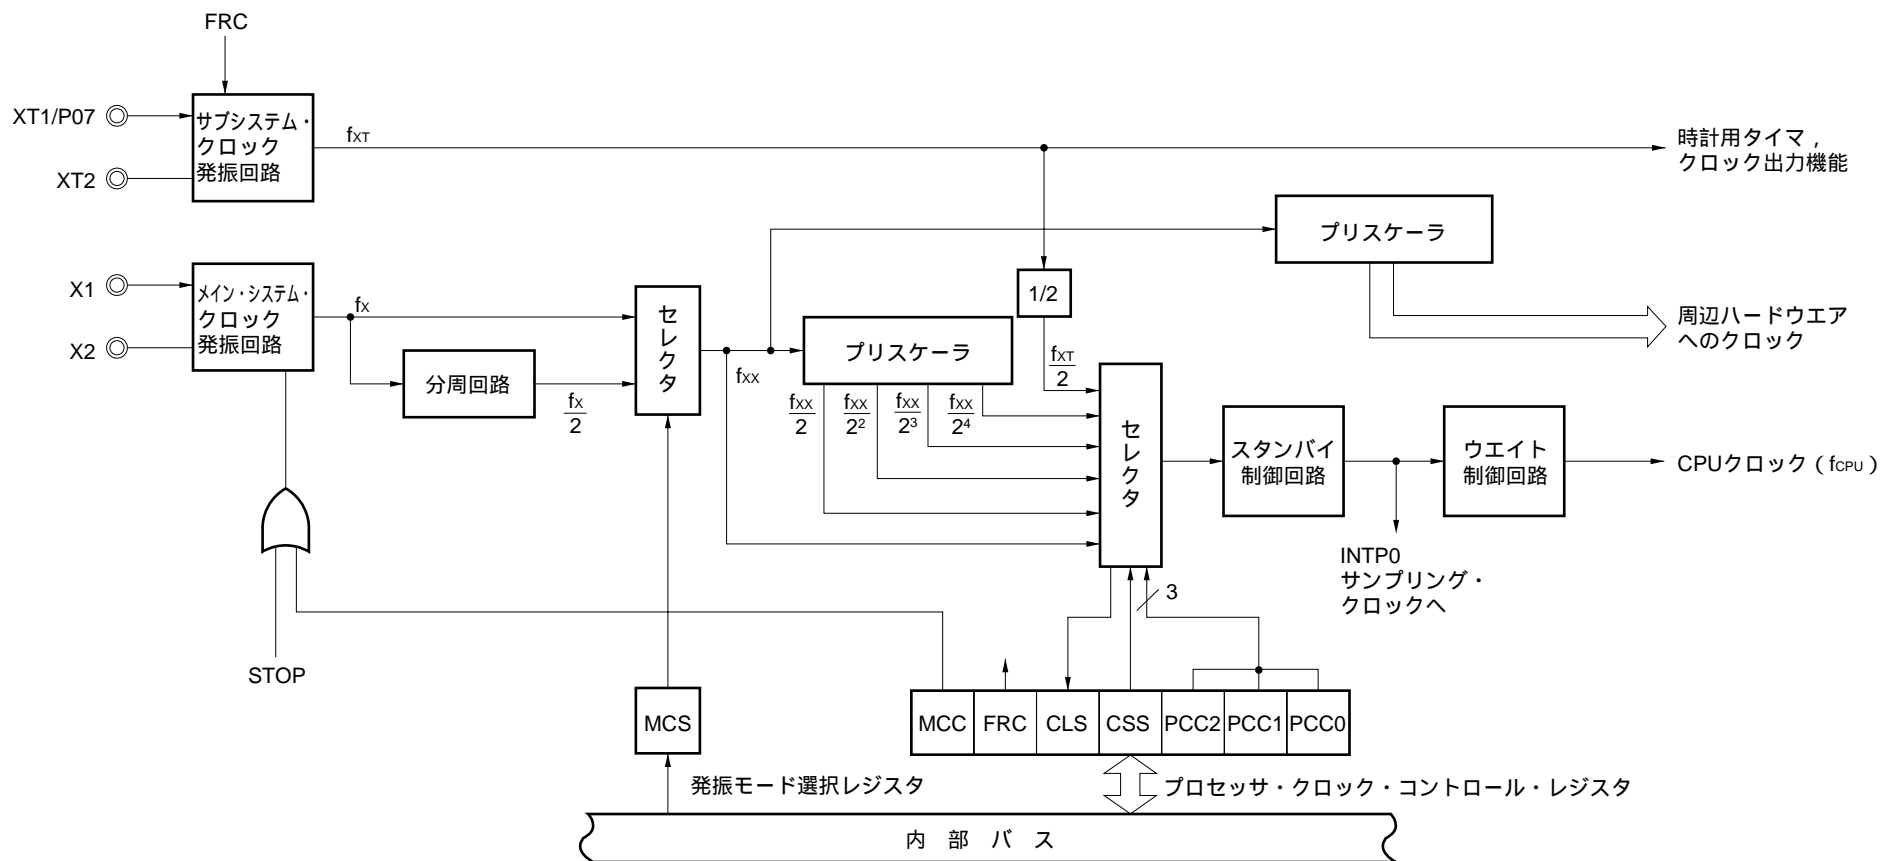 FRC
XT1/P07
サブシステム・
クロック
発振回路
XT2
fXT
時計用タイマ，
クロック出力機能
プリスケーラ
X1
メイン・システム・
クロック
発振回路
X2
fX
分周回路
fX
2
セレクタ
fXX
プリスケーラ
1/2
fXT
2
fXX
2
fXX
2²
fXX
2³
fXX
2⁴
周辺ハードウエア
へのクロック
セレクタ
スタンバイ
制御回路
ウエイト
制御回路
CPUクロック（fCPU）
INTP0
サンプリング・
クロックへ
3
STOP
MCS
MCC FRC CLS CSS PCC2 PCC1 PCC0
発振モード選択レジスタ
プロセッサ・クロック・コントロール・レジスタ
内 部 バ ス